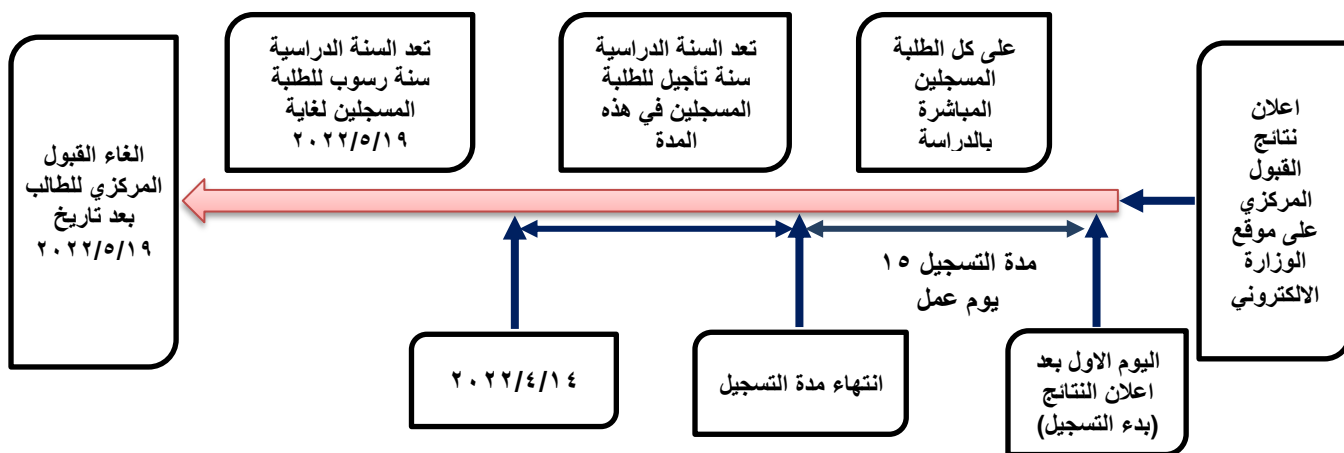 اعلان
نتائج
القبول
المركزي
على موقع
الوزارة
الالكتروني
على كل الطلبة
المسجلين
المباشرة
بالدراسة
تعد السنة الدراسية
سنة تأجيل للطلبة
المسجلين في هذه
المدة
تعد السنة الدراسية
سنة رسوب للطلبة
المسجلين لغاية
٢٠٢٢/٥/١٩
الغاء القبول
المركزي للطالب
بعد تاريخ
٢٠٢٢/٥/١٩
مدة التسجيل ١٥
يوم عمل
اليوم الاول بعد
اعلان النتائج
(بدء التسجيل)
انتهاء مدة التسجيل
٢٠٢٢/٤/١٤